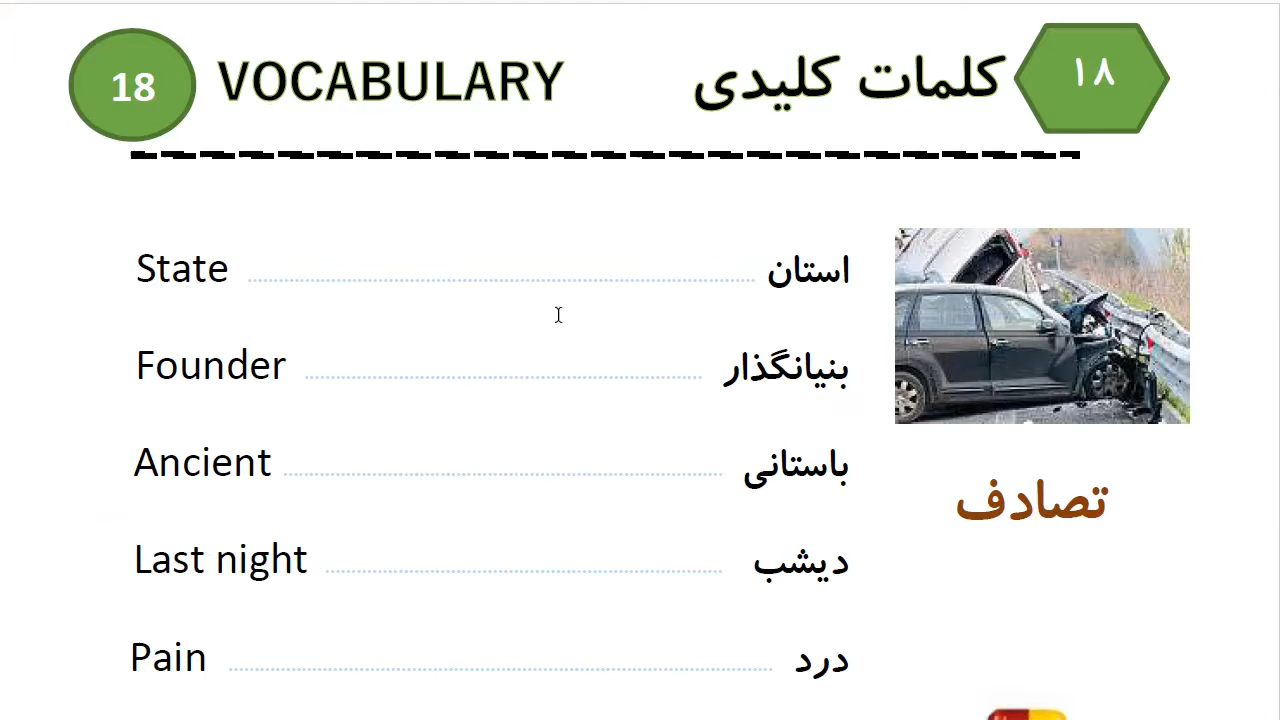 18 VOCABULARY کلمات کلیدی ۱۸
State استان
Founder بنیانگذار
Ancient باستانی
تصادف
Last night دیشب
Pain درد